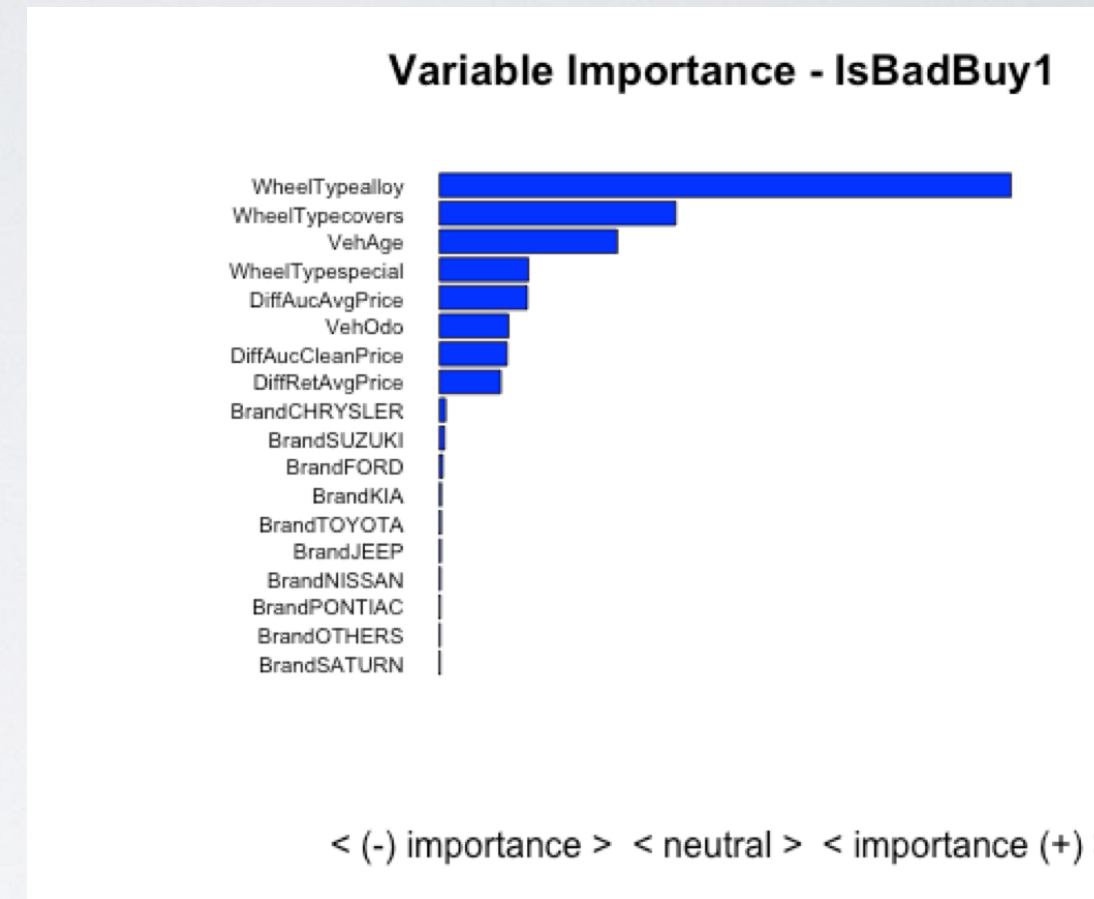 Variable Importance - IsBadBuy1
WheelTypealloy
WheelTypecovers
VehAge
WheelTypespecial
DiffAucAvgPrice
VehOdo
DiffAucCleanPrice
DiffRetAvgPrice
BrandCHRYSLER
BrandSUZUKI
BrandFORD
BrandKIA
BrandTOYOTA
BrandJEEP
BrandNISSAN
BrandPONTIAC
BrandOTHERS
BrandSATURN
< (-) importance > < neutral > < importance (+)